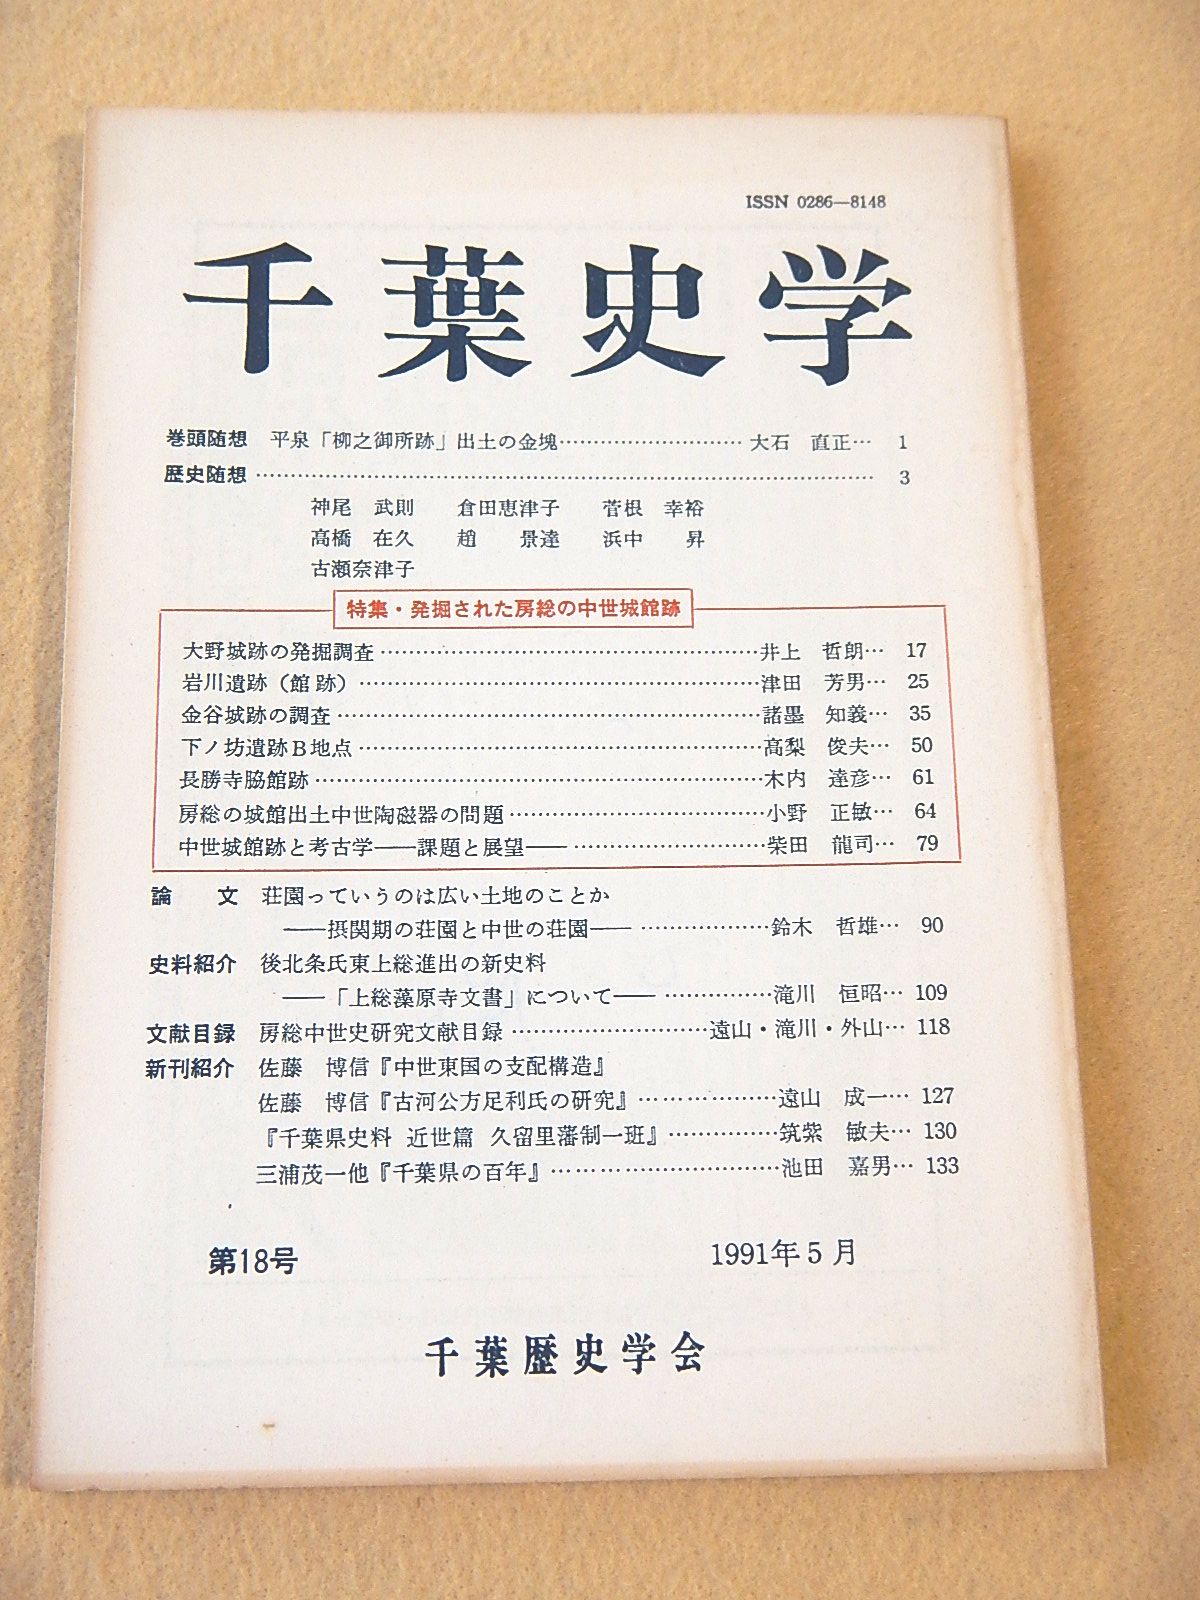 ISSN 0286—8148
千葉史学
巻頭随想 平泉「柳之御所跡」出土の金塊……………………… 大石 直正… 1
歴史随想 ……………………………………………………………………………… 3
神尾 武則 倉田恵津子 菅根 幸裕
高橋 在久 趙 景達 浜中 昇
古瀬奈津子
特集・発掘された房総の中世城館跡
大野城跡の発掘調査……………………………………………井上 哲朗… 17
岩川遺跡（館跡）………………………………………………津田 芳男… 25
金谷城跡の調査…………………………………………………諸墨 知義… 35
下ノ坊遺跡B地点………………………………………………高梨 俊夫… 50
長勝寺脇館跡……………………………………………………木内 達彦… 61
房総の城館出土中世陶磁器の問題……………………………小野 正敏… 64
中世城館跡と考古学――課題と展望――……………………柴田 龍司… 79
論 文 荘園っていうのは広い土地のことか
――摂関期の荘園と中世の荘園――………………鈴木 哲雄… 90
史料紹介 後北条氏東上総進出の新史料
――「上総藻原寺文書」について――……………滝川 恒昭… 109
文献目録 房総中世史研究文献目録………………………遠山・滝川・外山… 118
新刊紹介 佐藤 博信『中世東国の支配構造』
佐藤 博信『古河公方足利氏の研究』………………遠山 成一… 127
『千葉県史料 近世篇 久留里藩制一班』……………筑紫 敏夫… 130
三浦茂一他『千葉県の百年』…………………………池田 嘉男… 133
第18号
1991年5月
千葉歴史学会